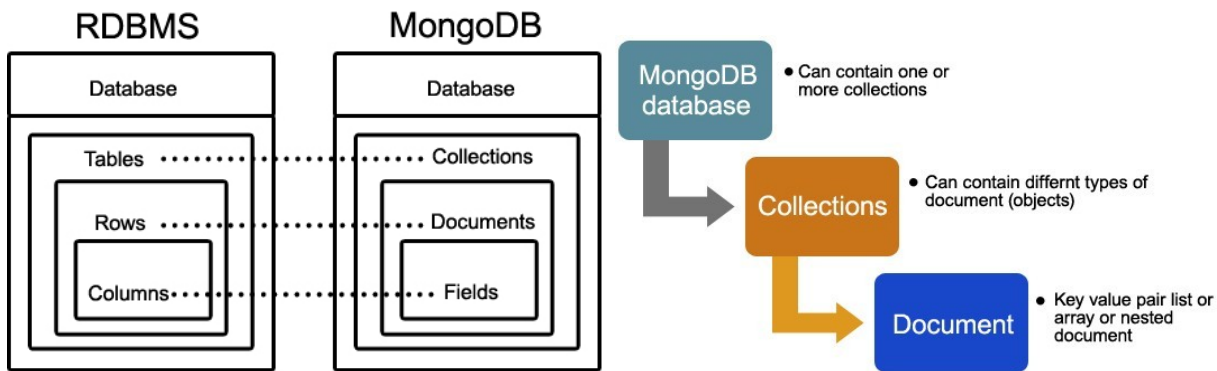 RDBMS
Database
Tables
Rows
Columns
MongoDB
Database
Collections
Documents
Fields
MongoDB
database
• Can contain one or
more collections
Collections
• Can contain differnt types of
document (objects)
Document
• Key value pair list or
array or nested
document